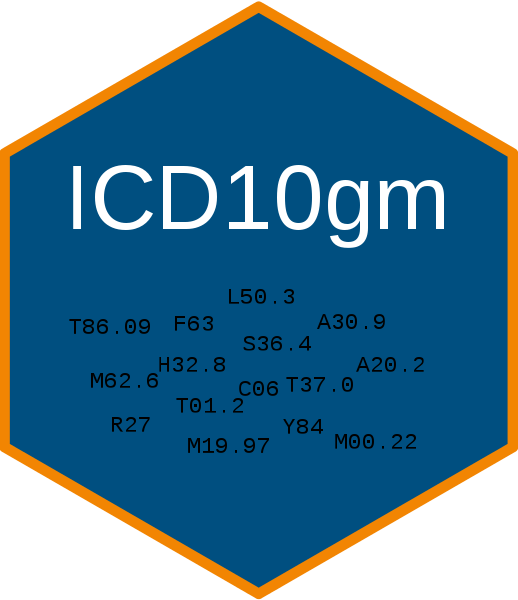 ICD10gm
L50.3
T86.09 F63 A30.9
S36.4
H32.8 A20.2
M62.6 C06 T37.0
T01.2
R27 Y84
M19.97 M00.22